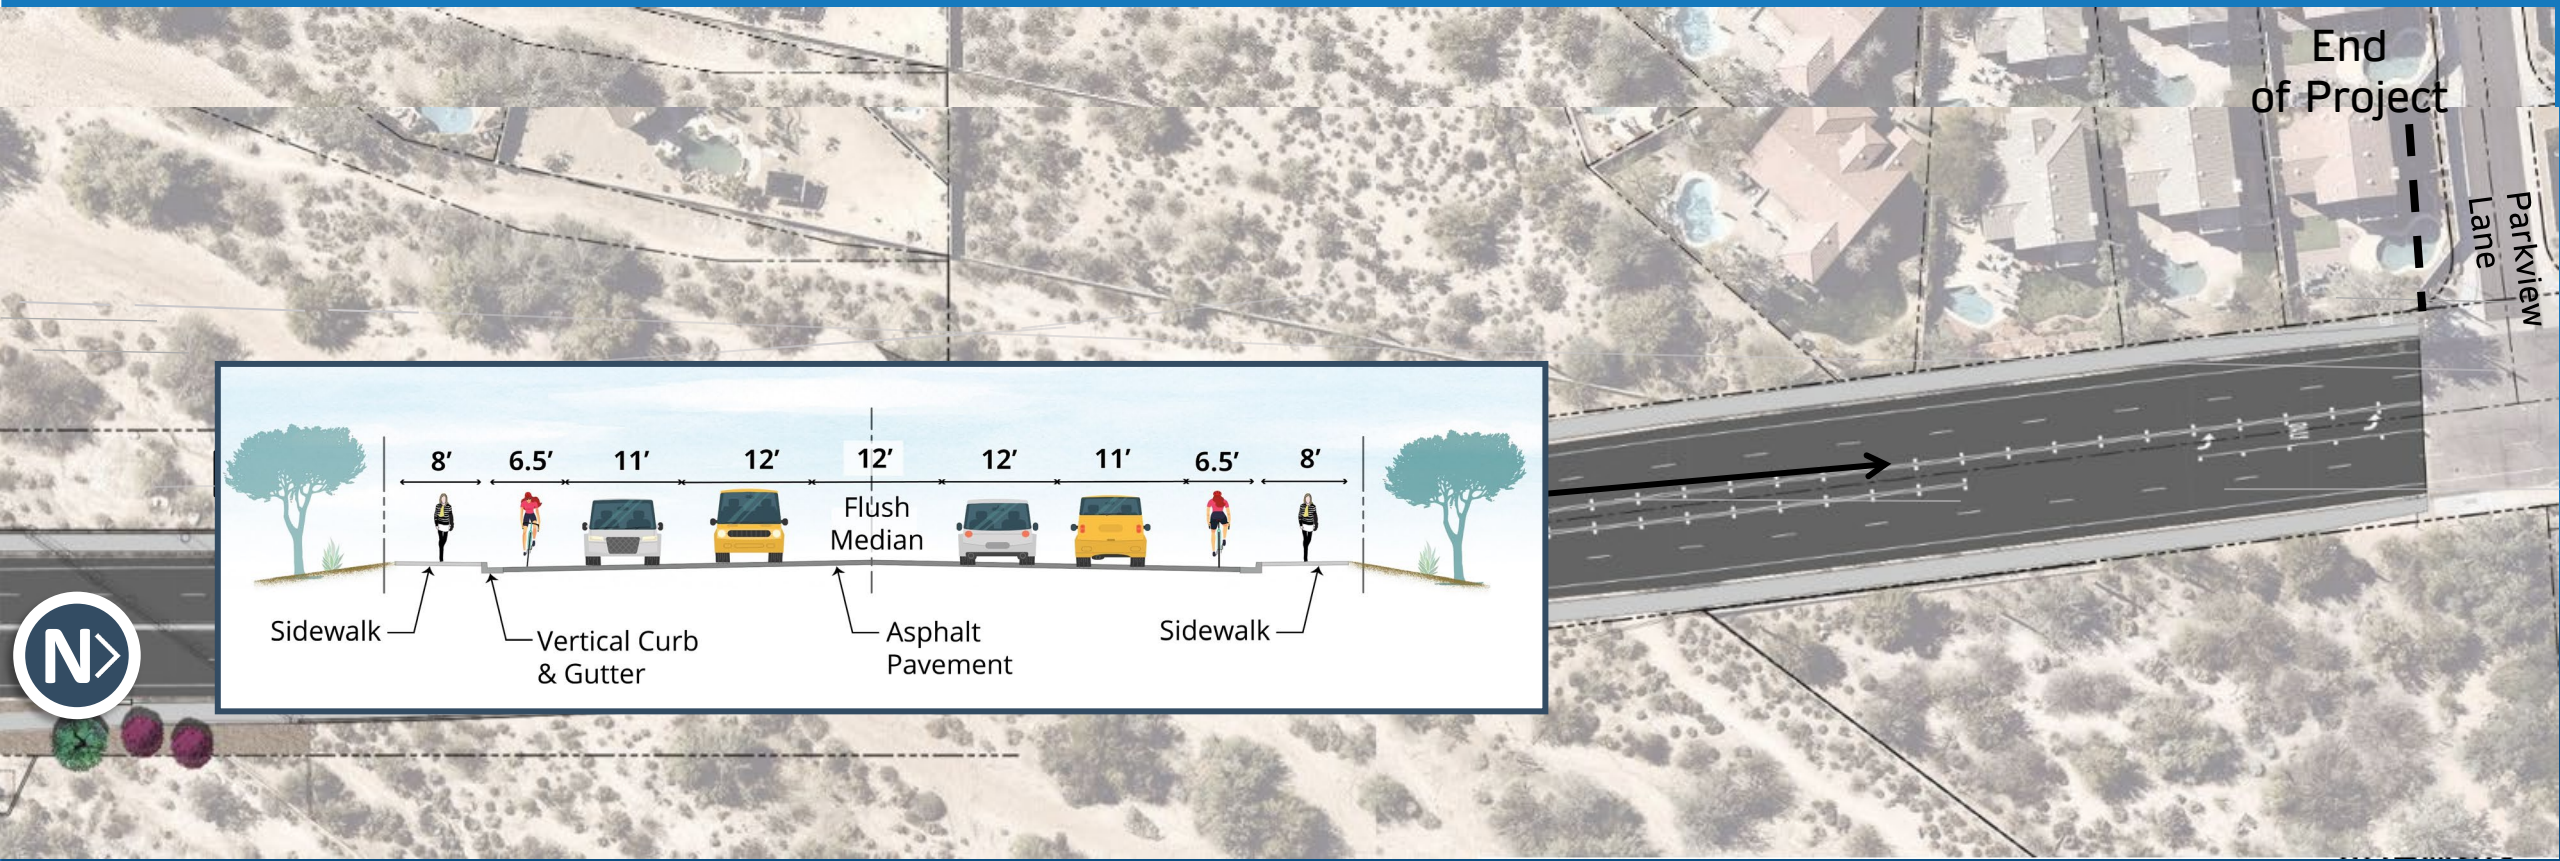 End
of Project
Parkview
Lane
8’ 6.5’ 11’ 12’ 12’ 12’ 11’ 6.5’ 8’
Flush
Median
Sidewalk
Vertical Curb
& Gutter
Asphalt
Pavement
Sidewalk
N